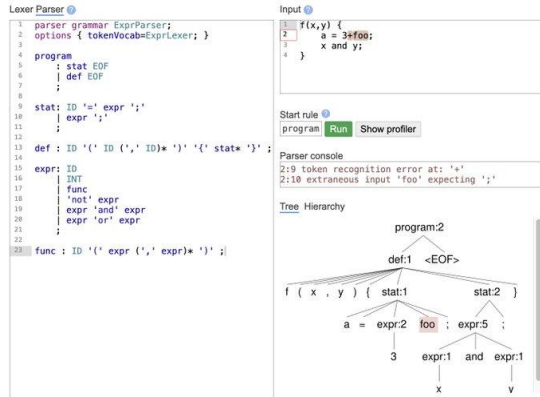 Lexer Parser ?
1 parser grammar ExprParser;
2 options { tokenVocab=ExprLexer; }
3
4 program
5 : stat EOF
6 | def EOF
7 ;
8
9 stat: ID '=' expr ';'
10 | expr ';'
11 ;
12
13 def : ID '(' ID (',' ID)* ')' '{' stat* '}' ;
14
15 expr: ID
16 | INT
17 | func
18 | 'not' expr
19 | expr 'and' expr
20 | expr 'or' expr
21 ;
22
23 func : ID '(' expr (',' expr)* ')' ;
Input ?
1 f(x,y) {
2 a = 3+foo;
3 x and y;
4 }
Start rule ?
program Run Show profiler
Parser console
2:9 token recognition error at: '+'
2:10 extraneous input 'foo' expecting ';'
Tree Hierarchy
program:2
def:1 <EOF>
f ( x , y ) { stat:1 stat:2 }
a = expr:2 foo ; expr:5 ;
3 expr:1 and expr:1
x y